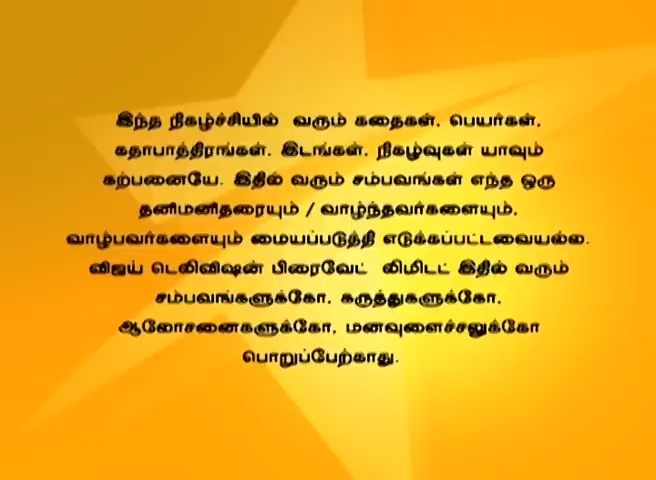 இந்த நிகழ்ச்சியில் வரும் கதைகள், பெயர்கள்,
கதாபாத்திரங்கள், இடங்கள், நிகழ்வுகள் யாவும்
கற்பனையே. இதில் வரும் சம்பவங்கள் எந்த ஒரு
தனிமனிதரையும் / வாழ்ந்தவர்களையும்,
வாழ்பவர்களையும் மையப்படுத்தி எடுக்கப்பட்டவையல்ல.
விஜய் டெலிவிஷன் பிரைவேட் லிமிடட் இதில் வரும்
சம்பவங்களுக்கோ, கருத்துகளுக்கோ,
ஆலோசனைகளுக்கோ, மனவுளைச்சலுக்கோ
பொறுப்பேற்காது.